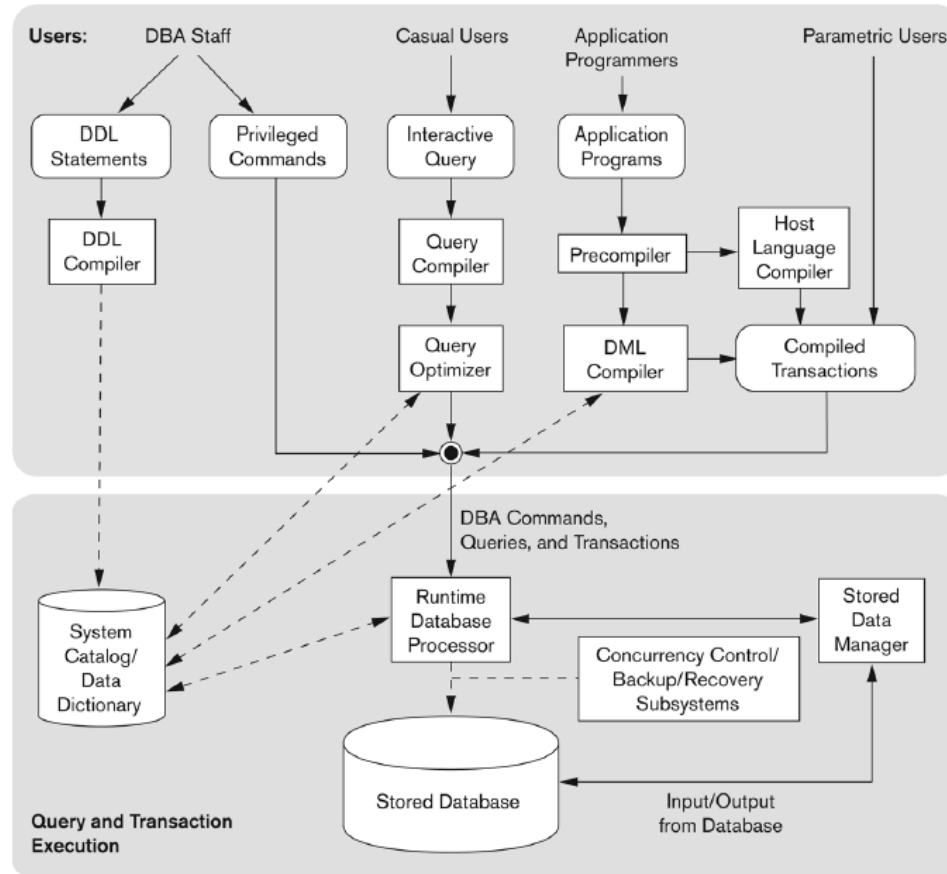 Users:
DBA Staff
Casual Users
Application
Programmers
Parametric Users
DDL
Statements
Privileged
Commands
Interactive
Query
Application
Programs
DDL
Compiler
Query
Compiler
Precompiler
Host
Language
Compiler
Query
Optimizer
DML
Compiler
Compiled
Transactions
DBA Commands,
Queries, and Transactions
System
Catalog/
Data
Dictionary
Runtime
Database
Processor
Stored
Data
Manager
Concurrency Control/
Backup/Recovery
Subsystems
Stored Database
Input/Output
from Database
Query and Transaction
Execution